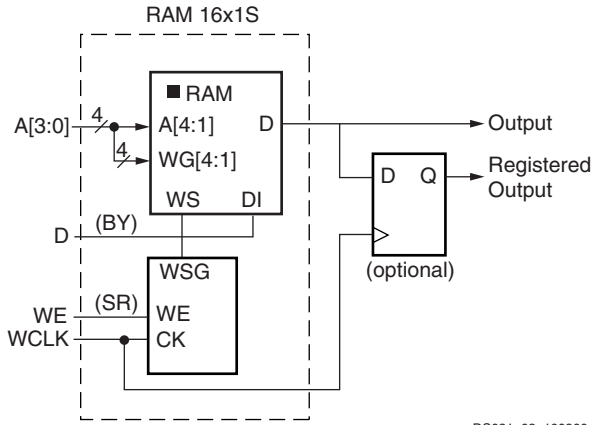 RAM 16x1S
RAM
A[3:0]
4
A[4:1]
D
Output
4
WG[4:1]
D
Q
Registered
Output
WS
DI
D
(BY)
WSG
(optional)
WE
(SR)
WE
WCLK
CK